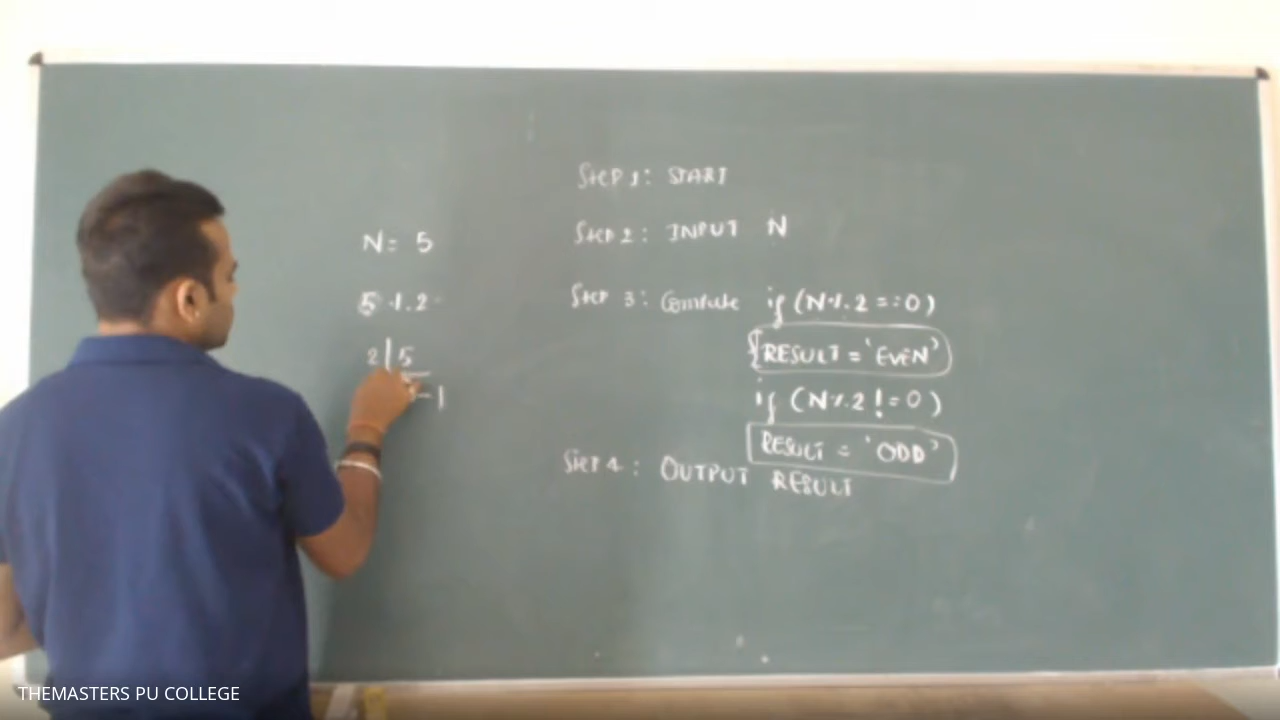 STEP 1: START
STEP 2: INPUT N
STEP 3: Compute if (N%2 ==0)
{RESULT = 'EVEN'
if (N%2 != 0)
RESULT = 'ODD'
STEP 4: OUTPUT RESULT
N= 5
5 % 2
2 5
-1
THEMASTERS PU COLLEGE